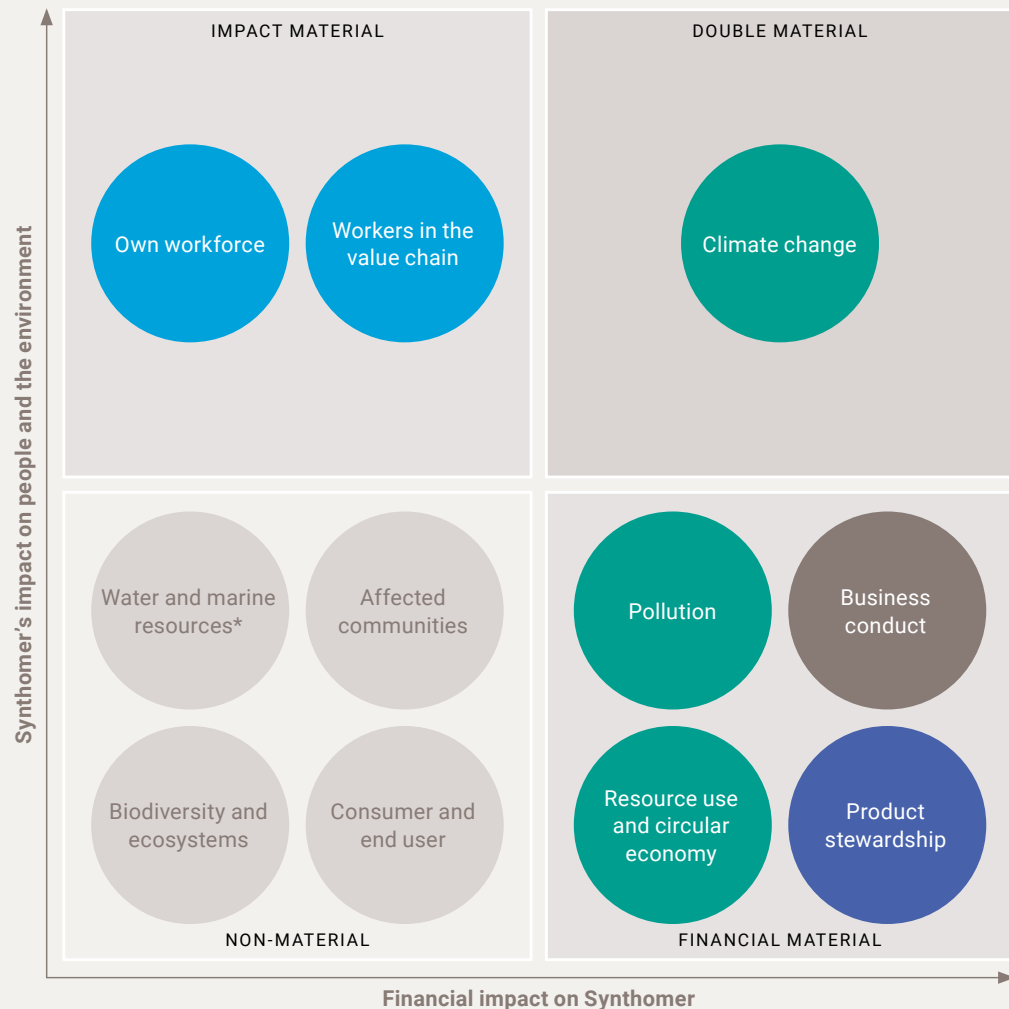 IMPACT MATERIAL
DOUBLE MATERIAL
Own workforce
Workers in the
value chain
Climate change
Synthomer’s impact on people and the environment
Water and marine
resources*
Affected
communities
Pollution
Business
conduct
Biodiversity and
ecosystems
Consumer and
end user
Resource use
and circular
economy
Product
stewardship
NON-MATERIAL
FINANCIAL MATERIAL
Financial impact on Synthomer